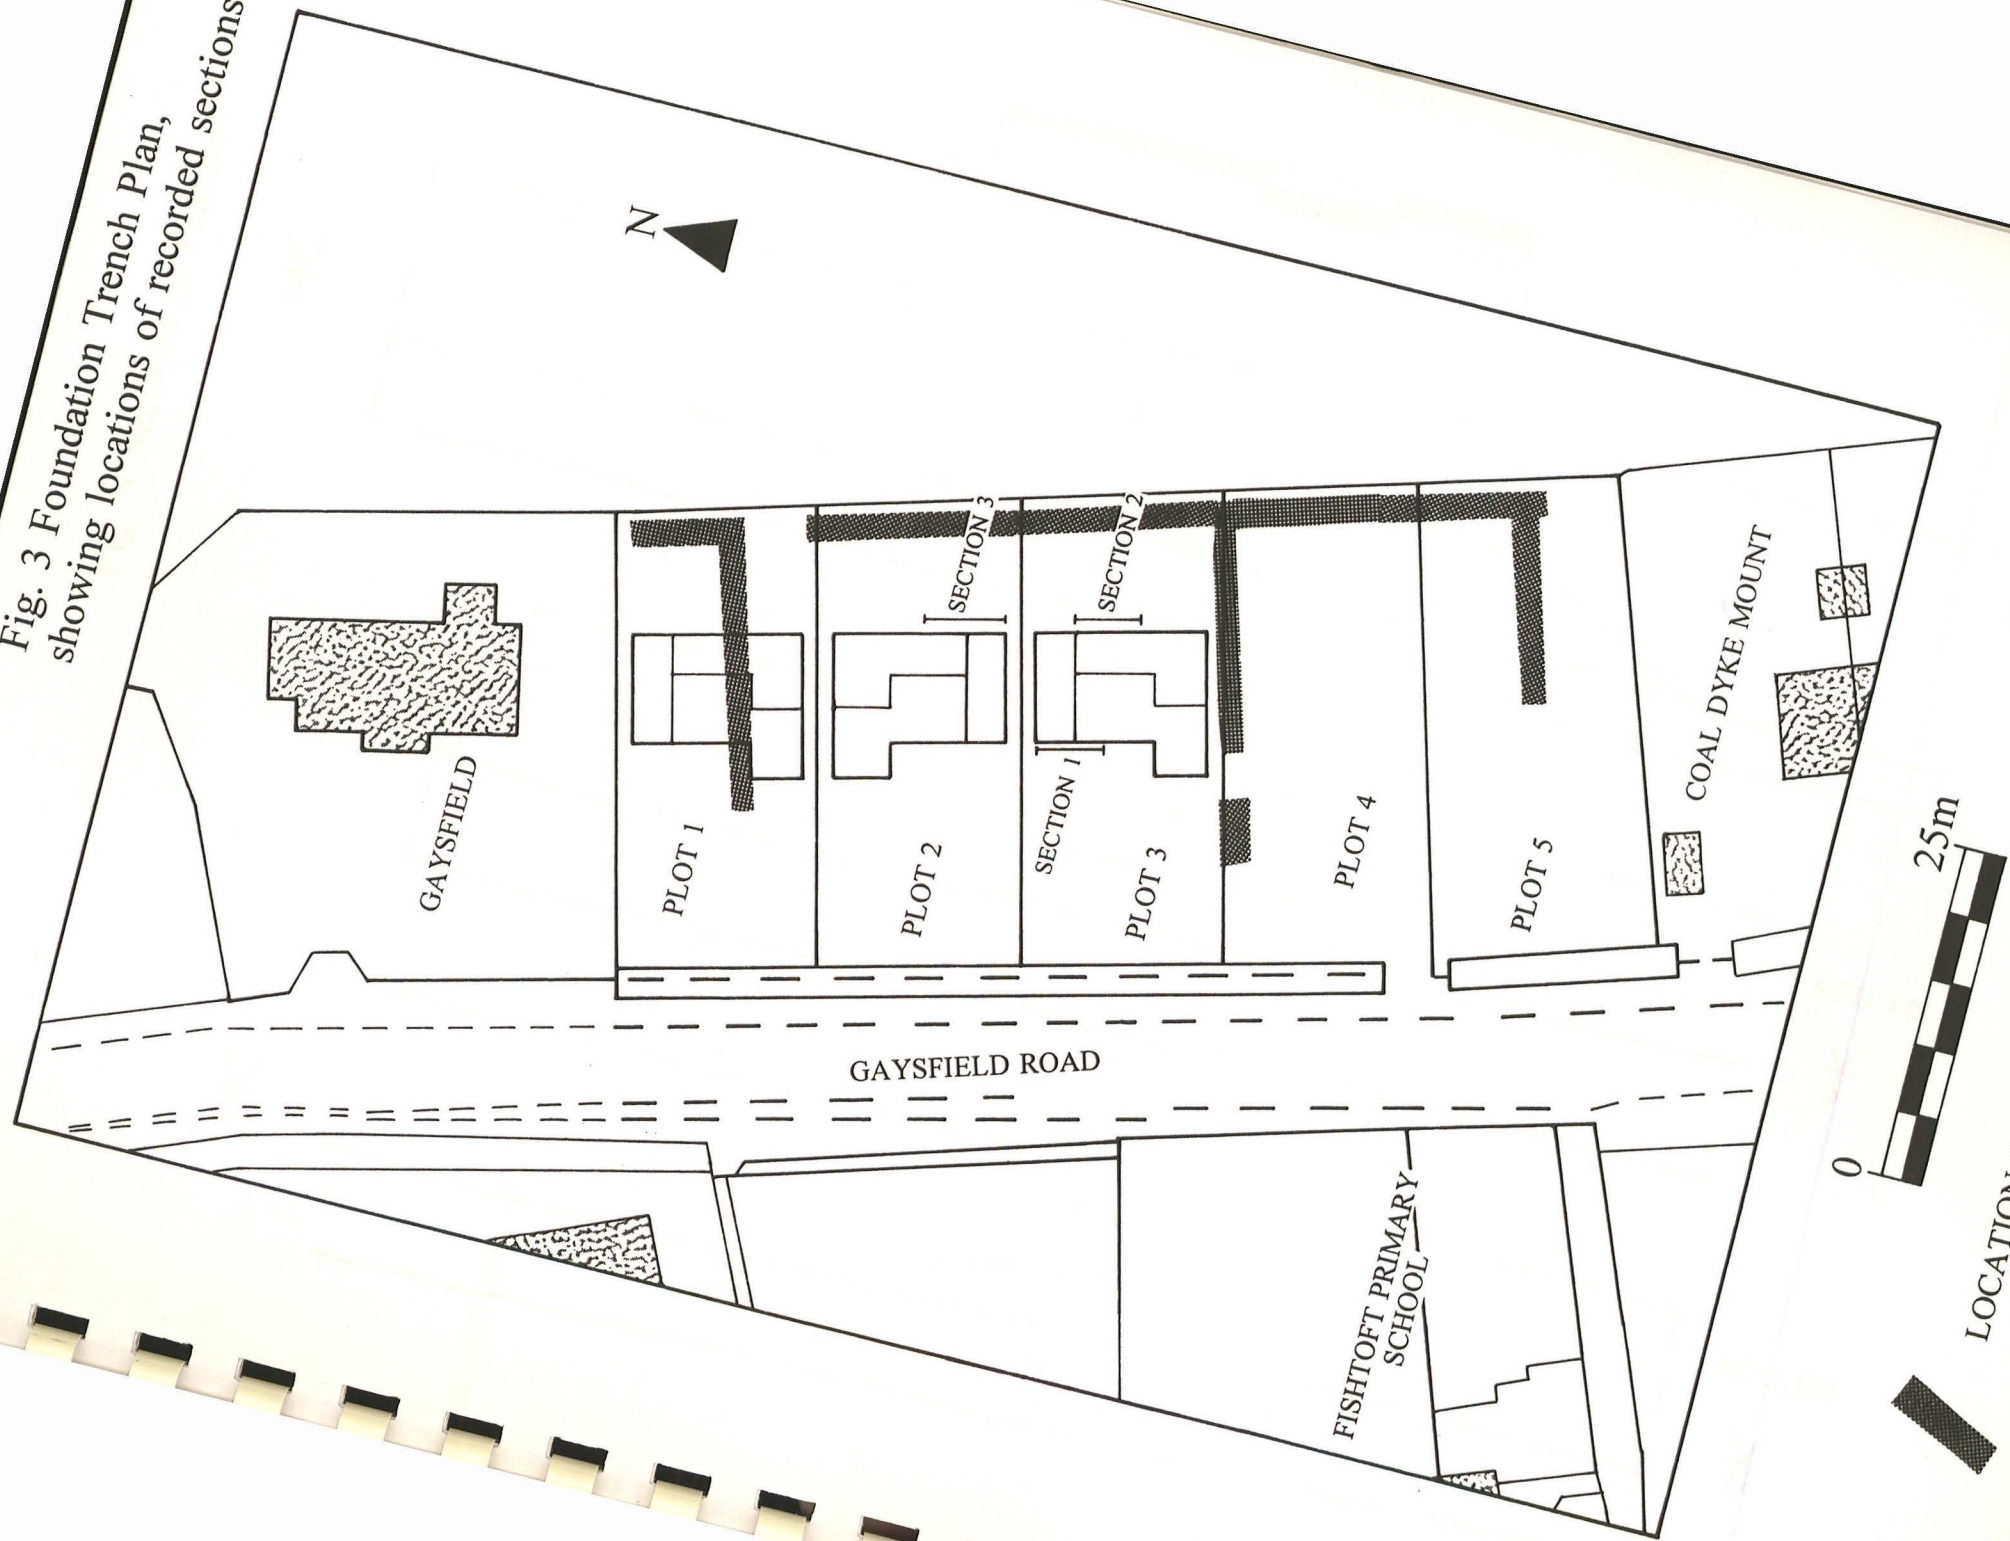 Fig. 3 Foundation Trench Plan,
showing locations of recorded sections
N
SECTION 3
SECTION 2
COAL DYKE MOUNT
GAYSFIELD
SECTION 1
PLOT 1
PLOT 2
PLOT 3
PLOT 4
PLOT 5
25m
0
GAYSFIELD ROAD
FISHTOFT PRIMARY
SCHOOL
LOCATION